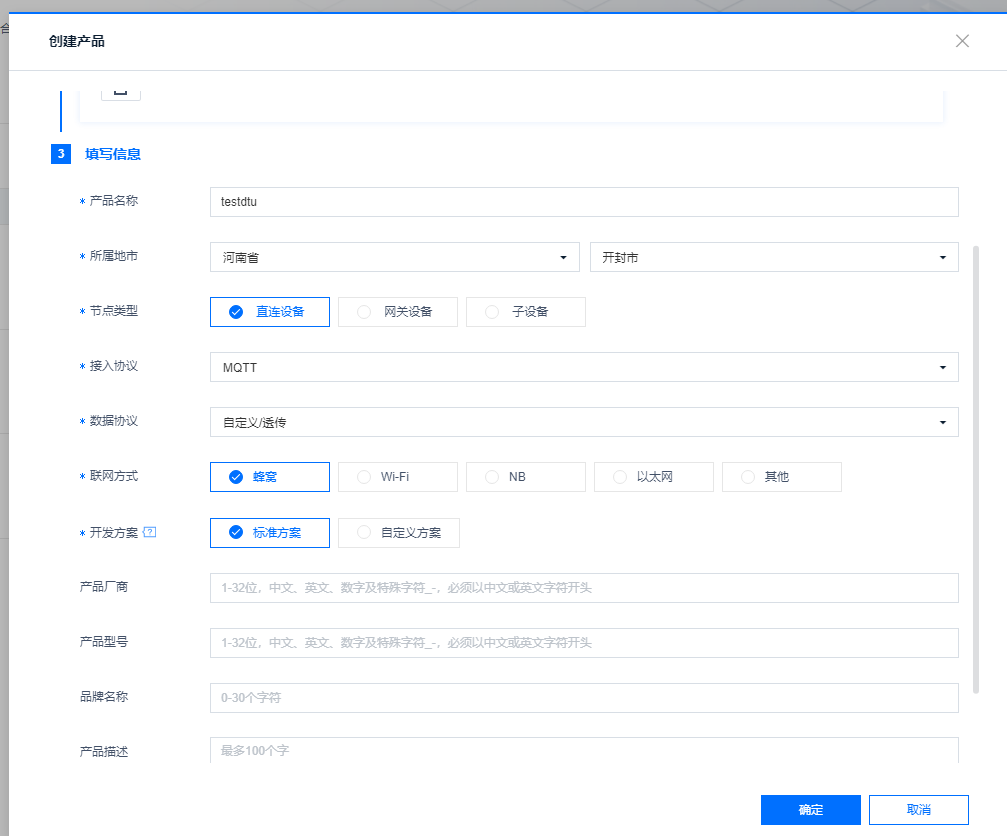 合
创建产品
3 填写信息
* 产品名称 testdtu
* 所属地市 河南省 开封市
* 节点类型 直连设备 网关设备 子设备
* 接入协议 MQTT
* 数据协议 自定义/透传
* 联网方式 蜂窝 Wi-Fi NB 以太网 其他
* 开发方案 ? 标准方案 自定义方案
产品厂商 1-32位，中文、英文、数字及特殊字符_-，必须以中文或英文字符开头
产品型号 1-32位，中文、英文、数字及特殊字符_-，必须以中文或英文字符开头
品牌名称 0-30个字符
产品描述 最多100个字
确定 取消